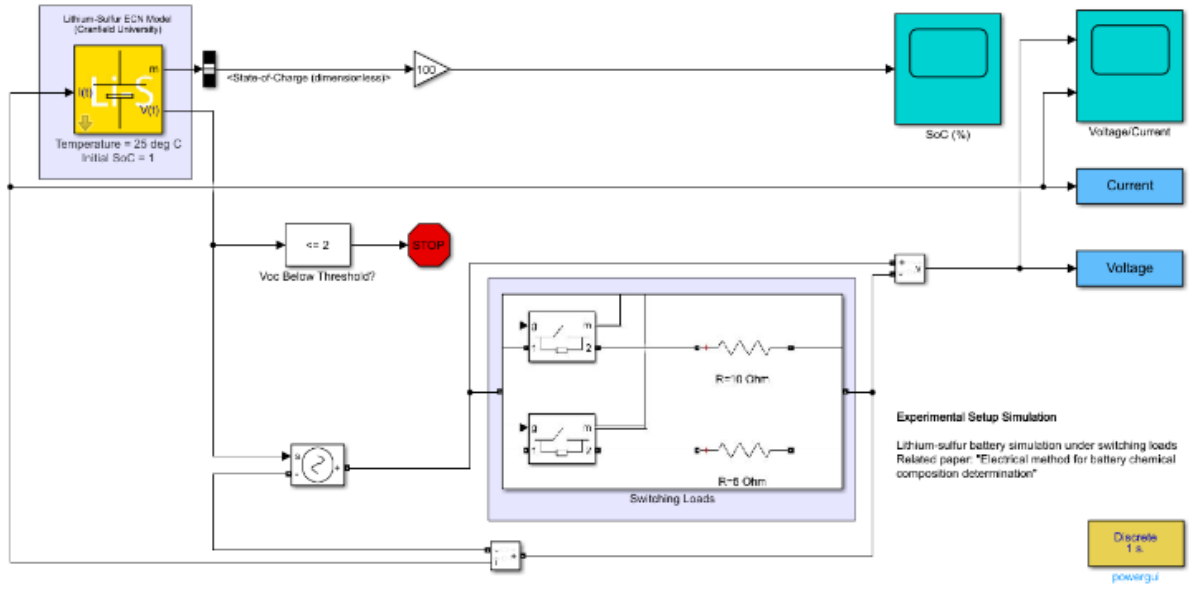 Lithium-Sulfur ECN Model
(Cranfield University)
Li S
m
I(t)
V(t)
Temperature = 25 deg C
Initial SoC = 1
<State-of-Charge (dimensionless)>
100
SoC (%)
Voltage/Current
Current
<= 2
STOP
Voc Below Threshold?
+
-
v
Voltage
g
m
1
2
R=10 Ohm
g
m
1
2
R=6 Ohm
Switching Loads
s
-
+
-
i
+
Experimental Setup Simulation
Lithium-sulfur battery simulation under switching loads
Related paper: "Electrical method for battery chemical
composition determination"
Discrete
1 s.
powergui